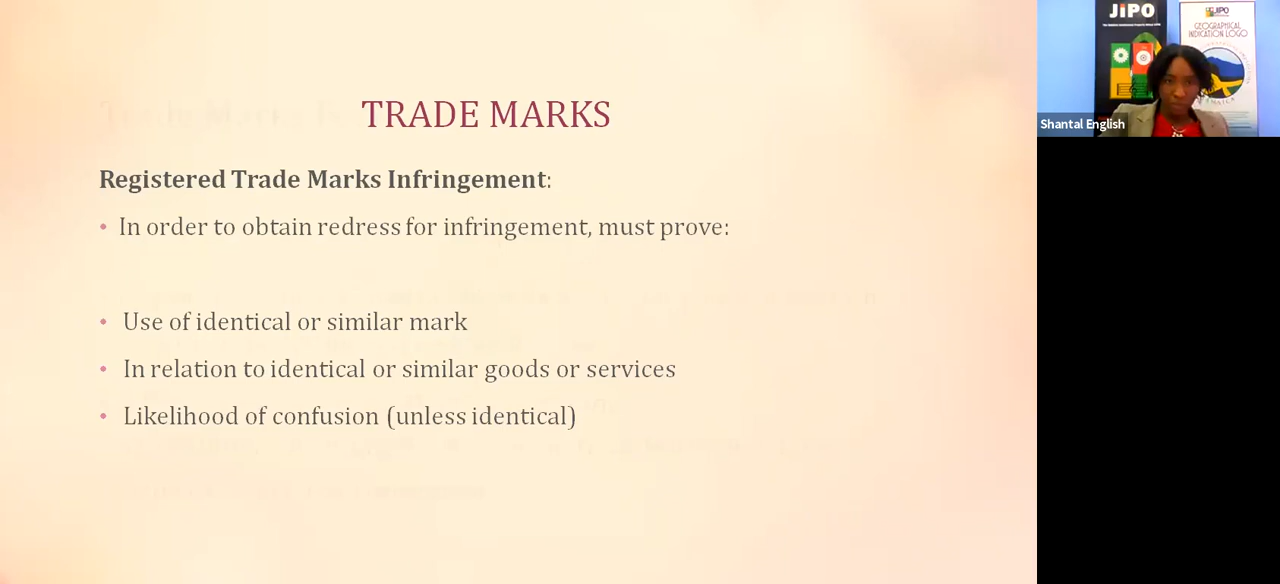 TRADE MARKS
Registered Trade Marks Infringement:
• In order to obtain redress for infringement, must prove:
• Use of identical or similar mark
• In relation to identical or similar goods or services
• Likelihood of confusion (unless identical)
JIPO
JIPO
GEOGRAPHICAL
INDICATION LOGO
Shantal English